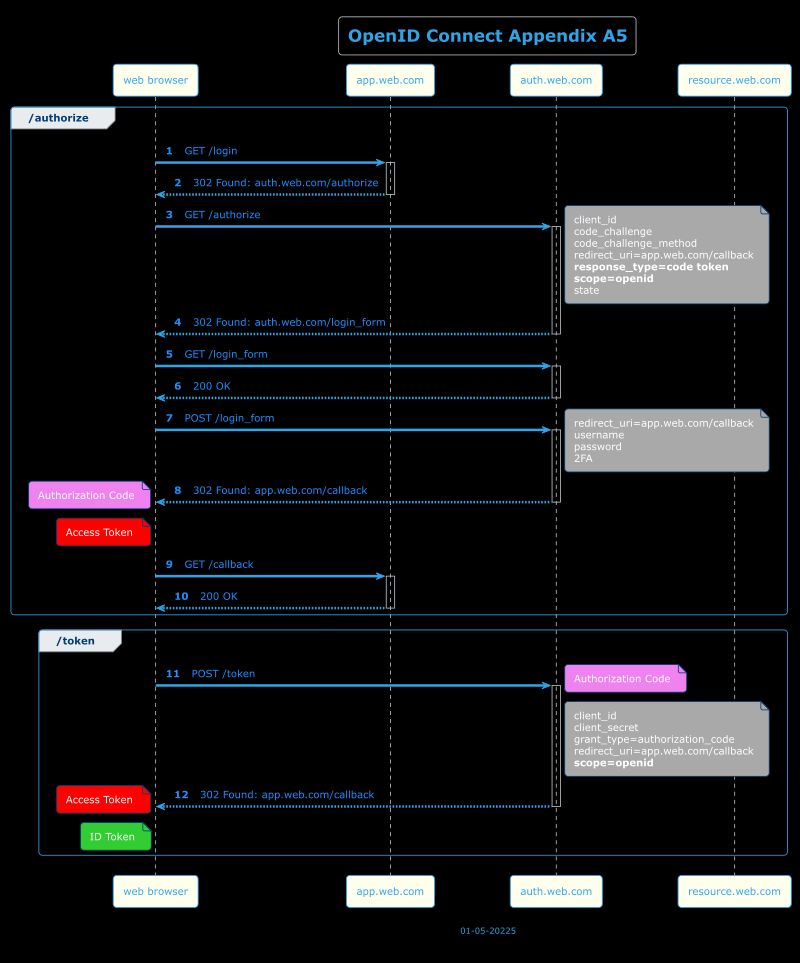 OpenID Connect Appendix A5
web browser
app.web.com
auth.web.com
resource.web.com
/authorize
1 GET /login
2 302 Found: auth.web.com/authorize
3 GET /authorize
client_id
code_challenge
code_challenge_method
redirect_uri=app.web.com/callback
response_type=code token
scope=openid
state
4 302 Found: auth.web.com/login_form
5 GET /login_form
6 200 OK
7 POST /login_form
redirect_uri=app.web.com/callback
username
password
2FA
Authorization Code
8 302 Found: app.web.com/callback
Access Token
9 GET /callback
10 200 OK
/token
11 POST /token
Authorization Code
client_id
client_secret
grant_type=authorization_code
redirect_uri=app.web.com/callback
scope=openid
Access Token
12 302 Found: app.web.com/callback
ID Token
web browser
app.web.com
auth.web.com
resource.web.com
01-05-20225